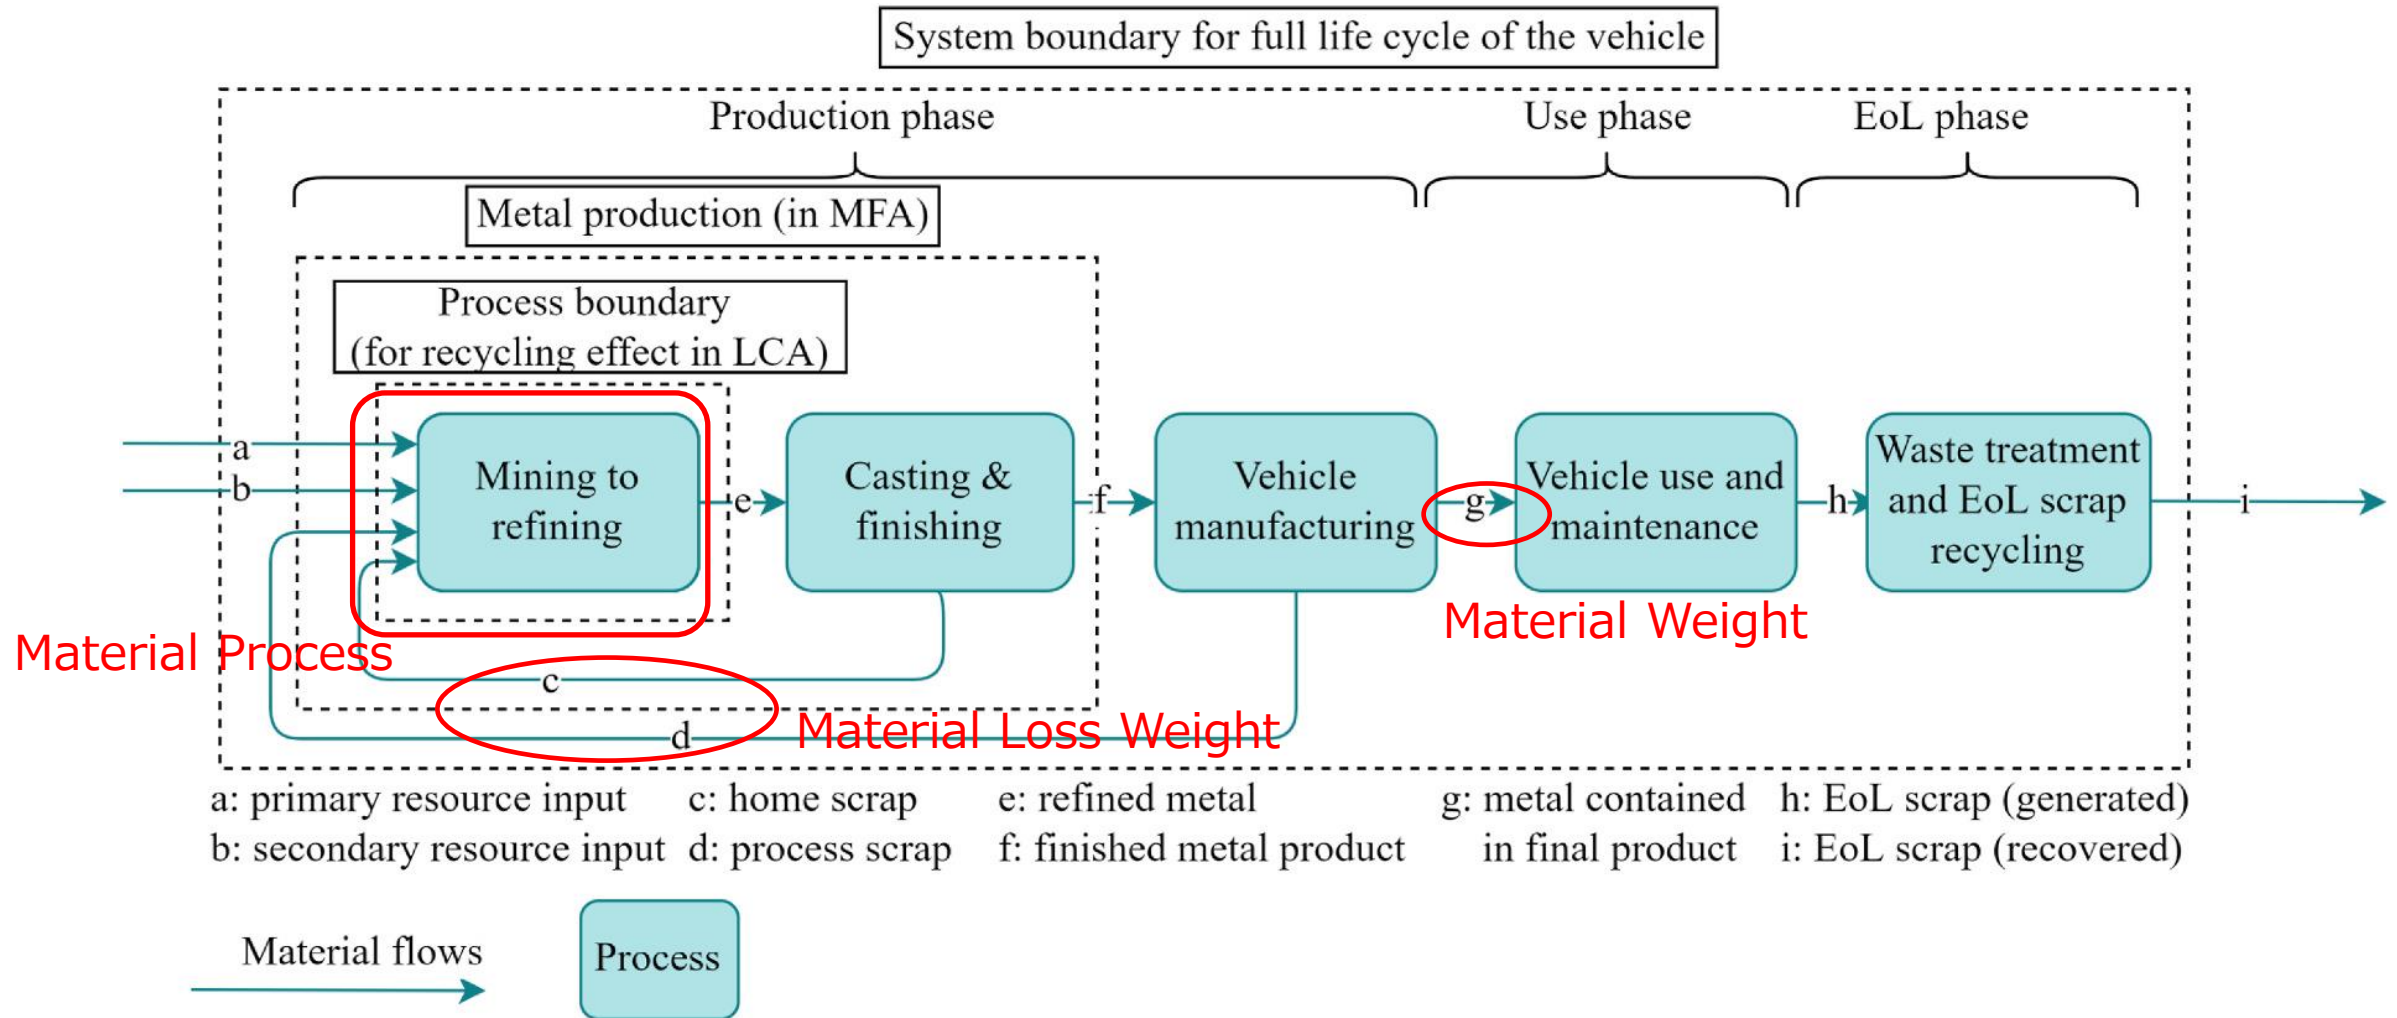 System boundary for full life cycle of the vehicle
Production phase
Use phase
EoL phase
Metal production (in MFA)
Process boundary
(for recycling effect in LCA)
a
b
Mining to
refining
e
Casting &
finishing
f
Vehicle
manufacturing
g
Vehicle use and
maintenance
h
Waste treatment
and EoL scrap
recycling
i
Material Process
Material Weight
c
d
Material Loss Weight
a: primary resource input
b: secondary resource input
c: home scrap
d: process scrap
e: refined metal
f: finished metal product
g: metal contained
in final product
h: EoL scrap (generated)
i: EoL scrap (recovered)
Material flows
Process